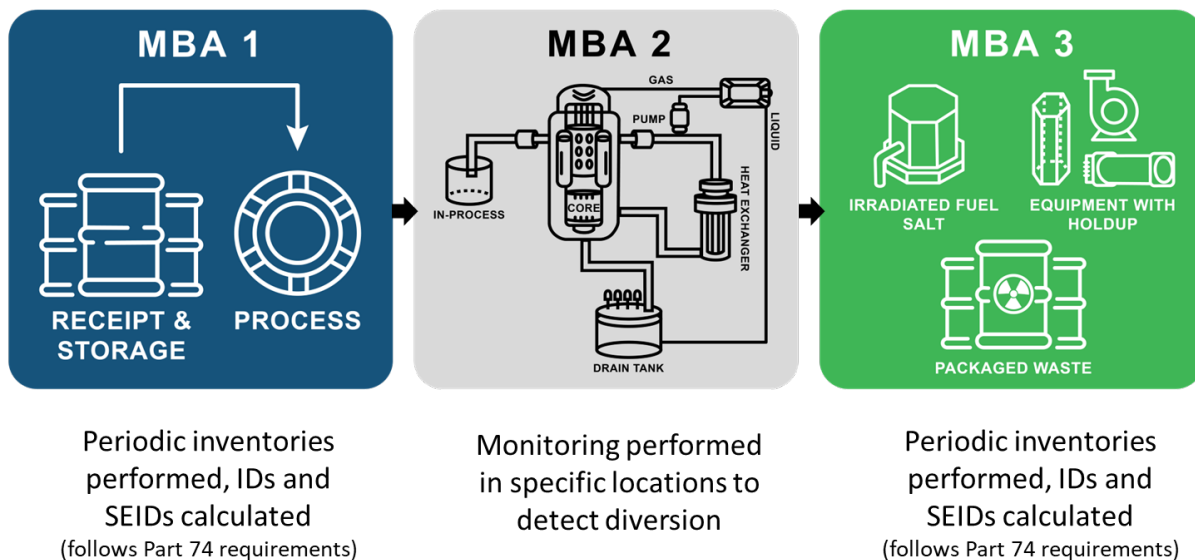 MBA 1
RECEIPT &
STORAGE
PROCESS
MBA 2
GAS
PUMP
LIQUID
IN-PROCESS
CORE
HEAT EXCHANGER
DRAIN TANK
MBA 3
IRRADIATED FUEL
SALT
EQUIPMENT WITH
HOLDUP
PACKAGED WASTE
Periodic inventories
performed, IDs and
SEIDs calculated
(follows Part 74 requirements)
Monitoring performed
in specific locations to
detect diversion
Periodic inventories
performed, IDs and
SEIDs calculated
(follows Part 74 requirements)